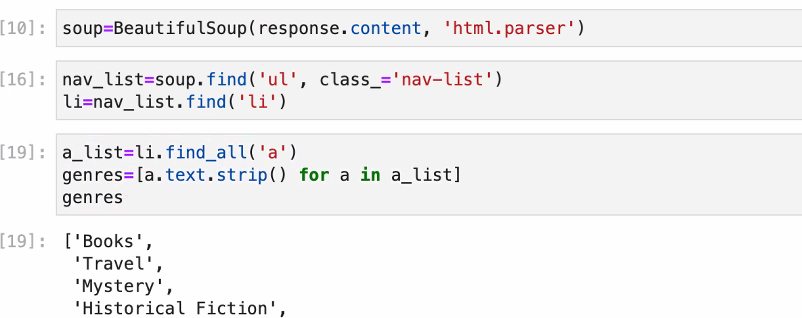 [10]: soup=BeautifulSoup(response.content, 'html.parser')
[16]: nav_list=soup.find('ul', class_='nav-list')
li=nav_list.find('li')
[19]: a_list=li.find_all('a')
genres=[a.text.strip() for a in a_list]
genres
[19]: ['Books',
'Travel',
'Mystery',
'Historical Fiction',